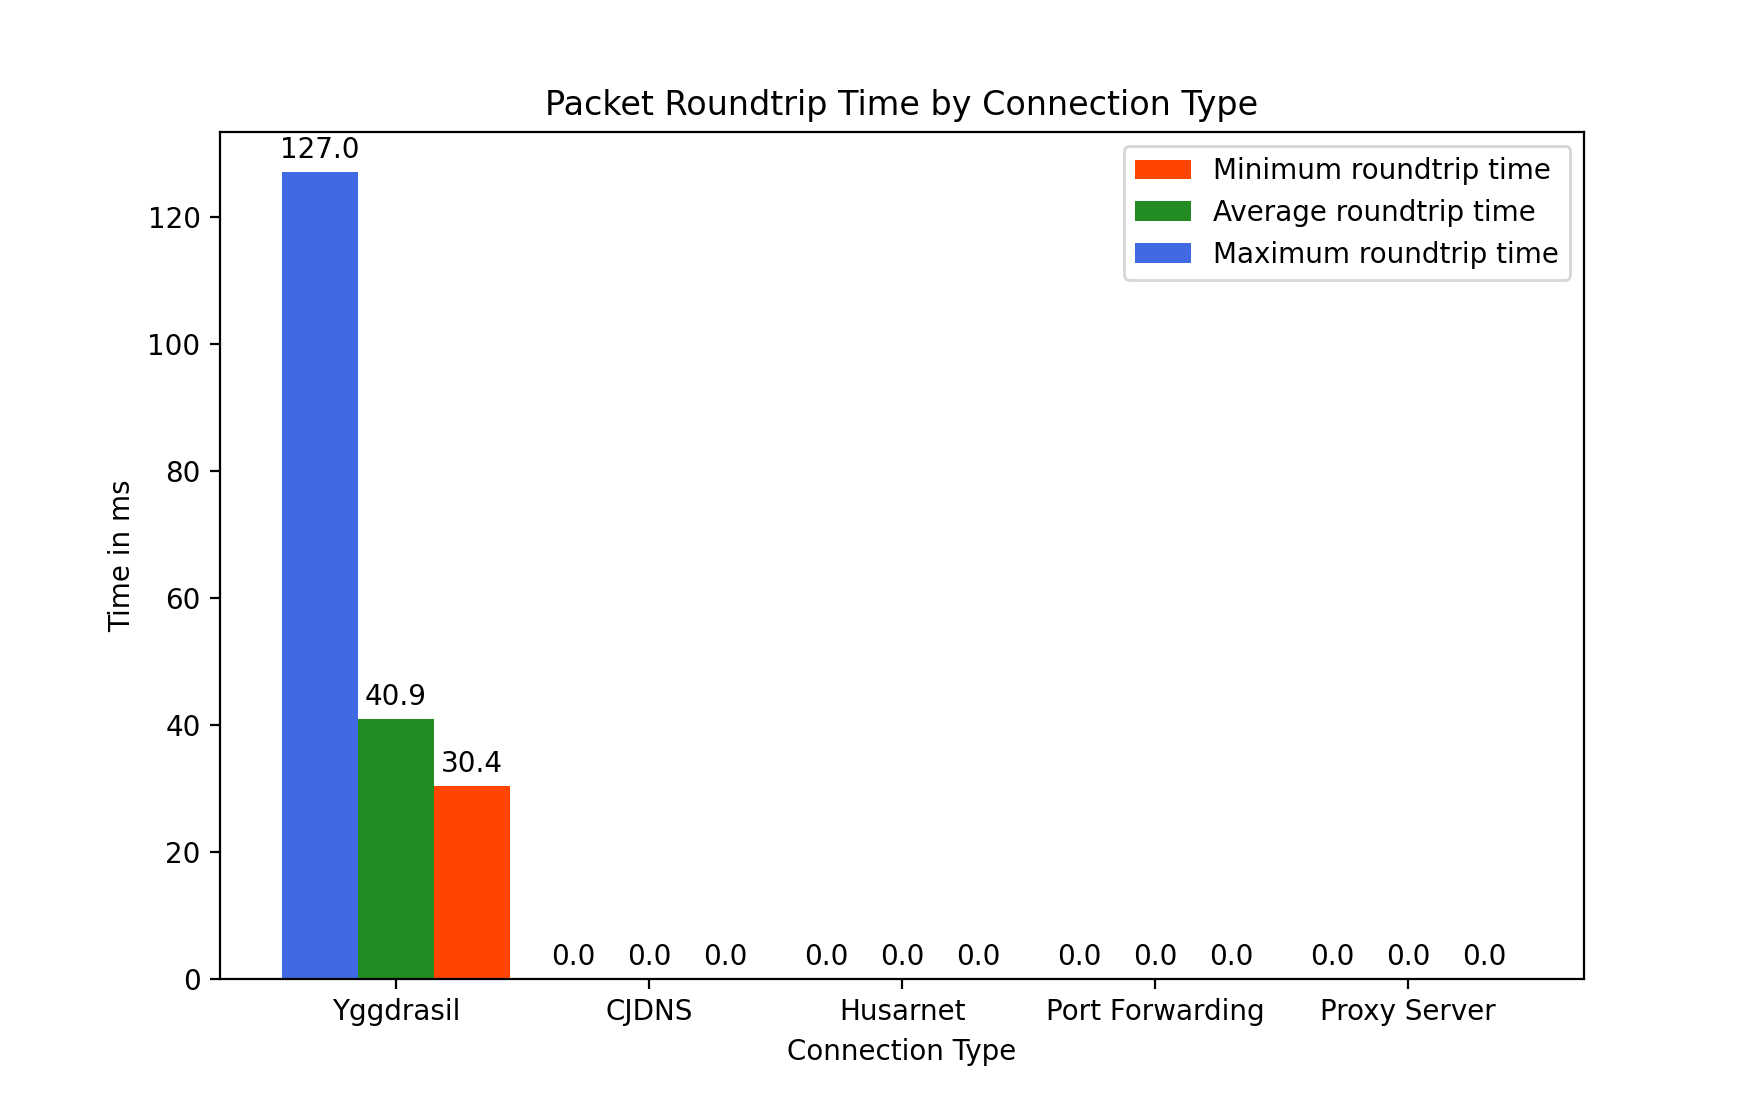 Packet Roundtrip Time by Connection Type
127.0
Minimum roundtrip time
Average roundtrip time
Maximum roundtrip time
120
100
80
60
40
20
0
Time in ms
40.9
30.4
0.0 0.0 0.0 0.0 0.0 0.0 0.0 0.0 0.0 0.0 0.0 0.0
Yggdrasil CJDNS Husarnet Port Forwarding Proxy Server
Connection Type